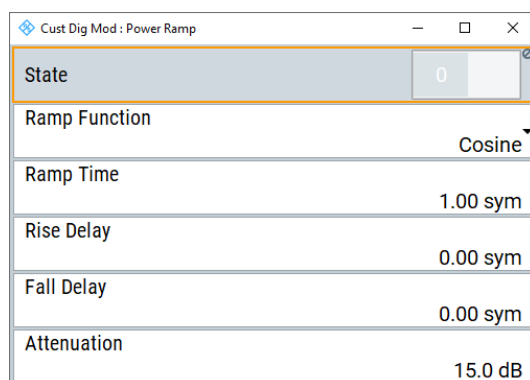 Cust Dig Mod : Power Ramp
State
0
Ramp Function
Cosine
Ramp Time
1.00 sym
Rise Delay
0.00 sym
Fall Delay
0.00 sym
Attenuation
15.0 dB